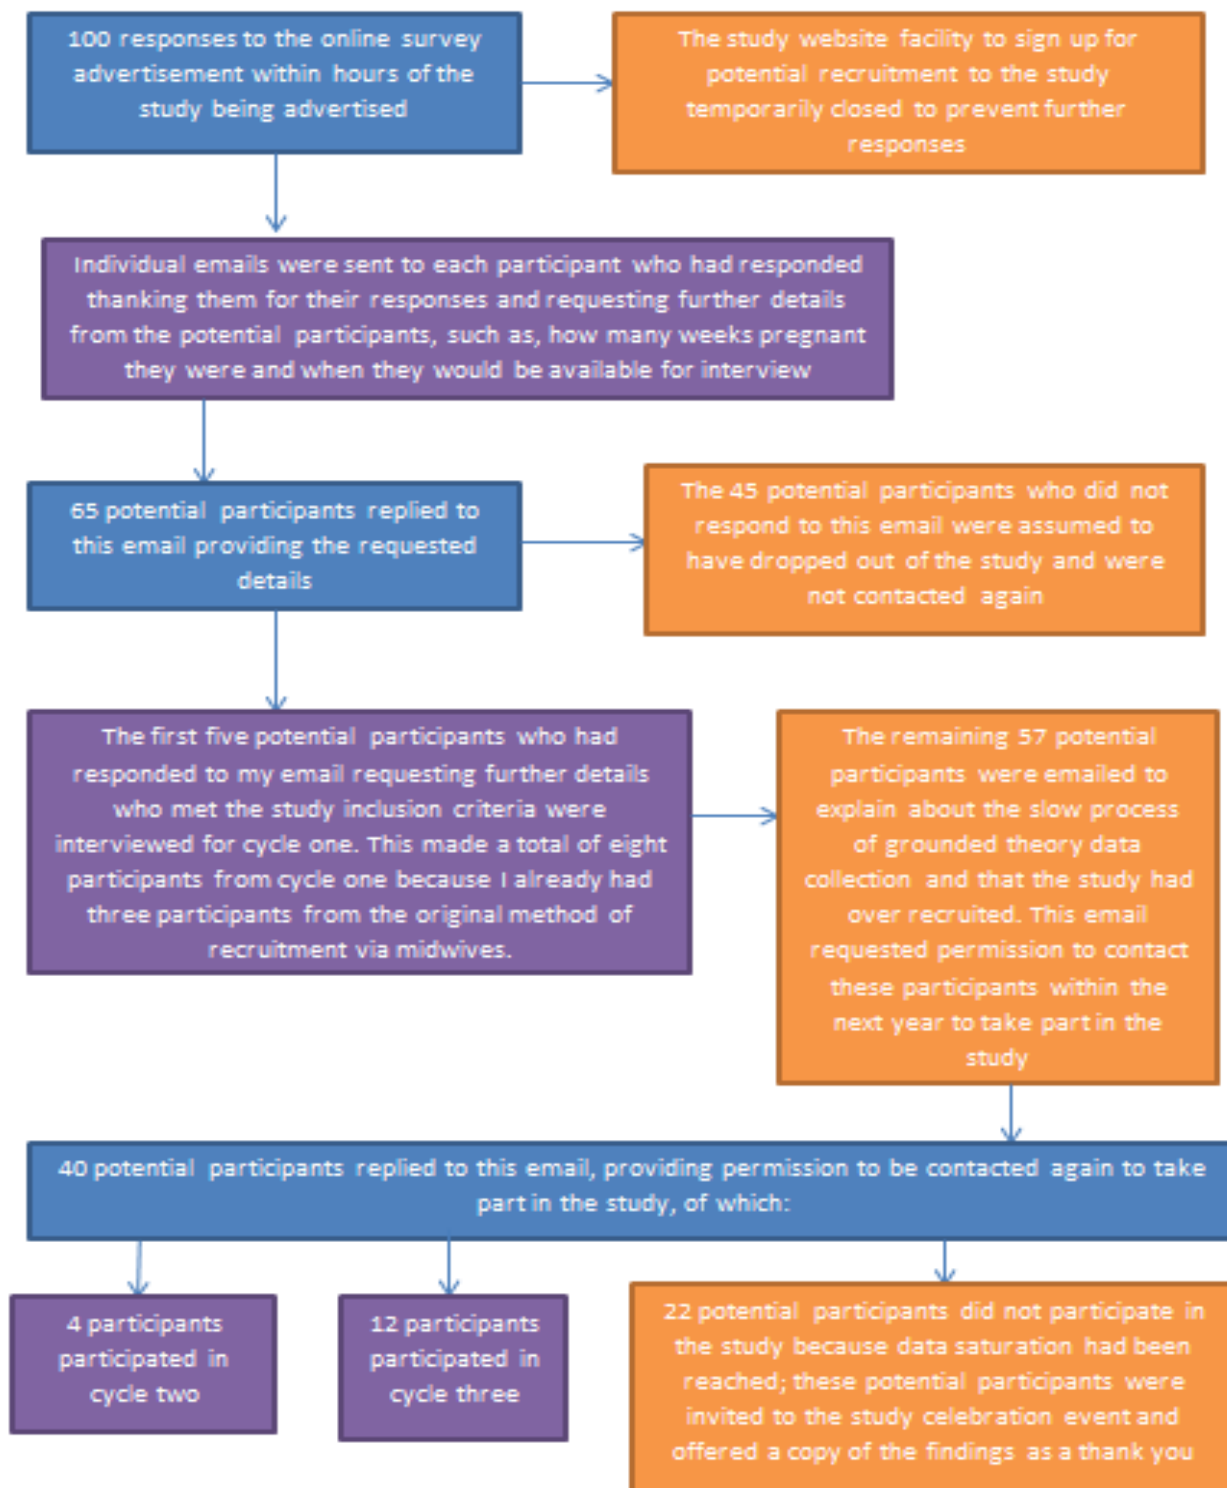 100 responses to the online survey
advertisement within hours of the
study being advertised
The study website facility to sign up for
potential recruitment to the study
temporarily closed to prevent further
responses
Individual emails were sent to each participant who had responded
thanking them for their responses and requesting further details
from the potential participants, such as, how many weeks pregnant
they were and when they would be available for interview
65 potential participants replied to
this email providing the requested
details
The 45 potential participants who did not
respond to this email were assumed to
have dropped out of the study and were
not contacted again
The first five potential participants who had
responded to my email requesting further details
who met the study inclusion criteria were
interviewed for cycle one. This made a total of eight
participants from cycle one because I already had
three participants from the original method of
recruitment via midwives.
The remaining 57 potential
participants were emailed to
explain about the slow process
of grounded theory data
collection and that the study had
over recruited. This email
requested permission to contact
these participants within the
next year to take part in the
study
40 potential participants replied to this email, providing permission to be contacted again to take
part in the study, of which:
4 participants
participated in
cycle two
12 participants
participated in
cycle three
22 potential participants did not participate in
the study because data saturation had been
reached; these potential participants were
invited to the study celebration event and
offered a copy of the findings as a thank you